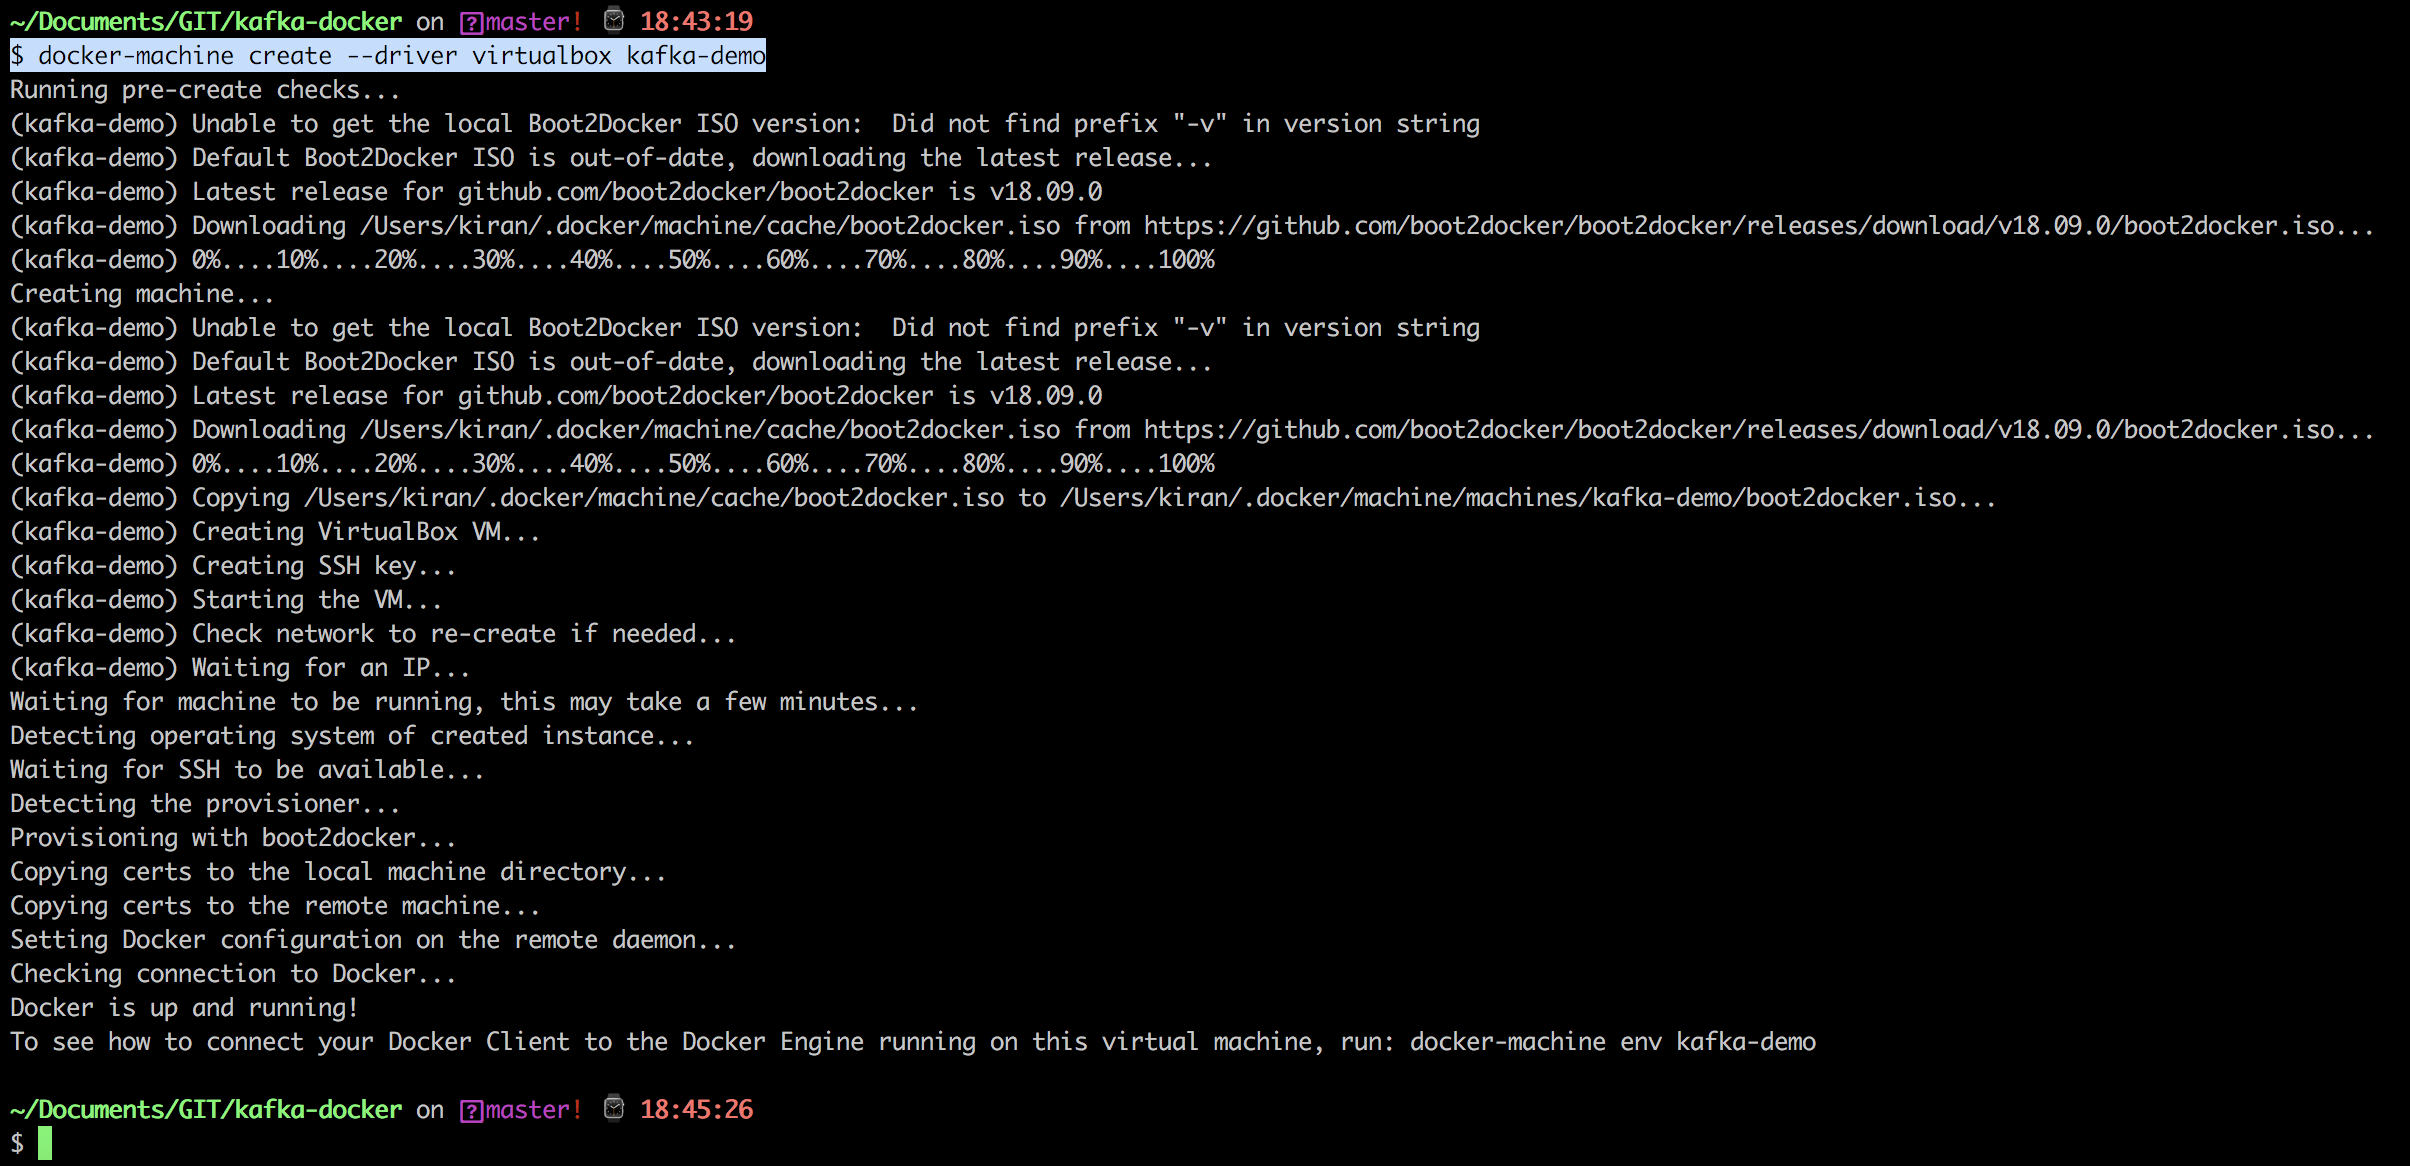 ~/Documents/GIT/kafka-docker on master! ⌚ 18:43:19
$ docker-machine create --driver virtualbox kafka-demo
Running pre-create checks...
(kafka-demo) Unable to get the local Boot2Docker ISO version:  Did not find prefix "-v" in version string
(kafka-demo) Default Boot2Docker ISO is out-of-date, downloading the latest release...
(kafka-demo) Latest release for github.com/boot2docker/boot2docker is v18.09.0
(kafka-demo) Downloading /Users/kiran/.docker/machine/cache/boot2docker.iso from https://github.com/boot2docker/boot2docker/releases/download/v18.09.0/boot2docker.iso...
(kafka-demo) 0%....10%....20%....30%....40%....50%....60%....70%....80%....90%....100%
Creating machine...
(kafka-demo) Unable to get the local Boot2Docker ISO version:  Did not find prefix "-v" in version string
(kafka-demo) Default Boot2Docker ISO is out-of-date, downloading the latest release...
(kafka-demo) Latest release for github.com/boot2docker/boot2docker is v18.09.0
(kafka-demo) Downloading /Users/kiran/.docker/machine/cache/boot2docker.iso from https://github.com/boot2docker/boot2docker/releases/download/v18.09.0/boot2docker.iso...
(kafka-demo) 0%....10%....20%....30%....40%....50%....60%....70%....80%....90%....100%
(kafka-demo) Copying /Users/kiran/.docker/machine/cache/boot2docker.iso to /Users/kiran/.docker/machine/machines/kafka-demo/boot2docker.iso...
(kafka-demo) Creating VirtualBox VM...
(kafka-demo) Creating SSH key...
(kafka-demo) Starting the VM...
(kafka-demo) Check network to re-create if needed...
(kafka-demo) Waiting for an IP...
Waiting for machine to be running, this may take a few minutes...
Detecting operating system of created instance...
Waiting for SSH to be available...
Detecting the provisioner...
Provisioning with boot2docker...
Copying certs to the local machine directory...
Copying certs to the remote machine...
Setting Docker configuration on the remote daemon...
Checking connection to Docker...
Docker is up and running!
To see how to connect your Docker Client to the Docker Engine running on this virtual machine, run: docker-machine env kafka-demo
~/Documents/GIT/kafka-docker on master! ⌚ 18:45:26
$